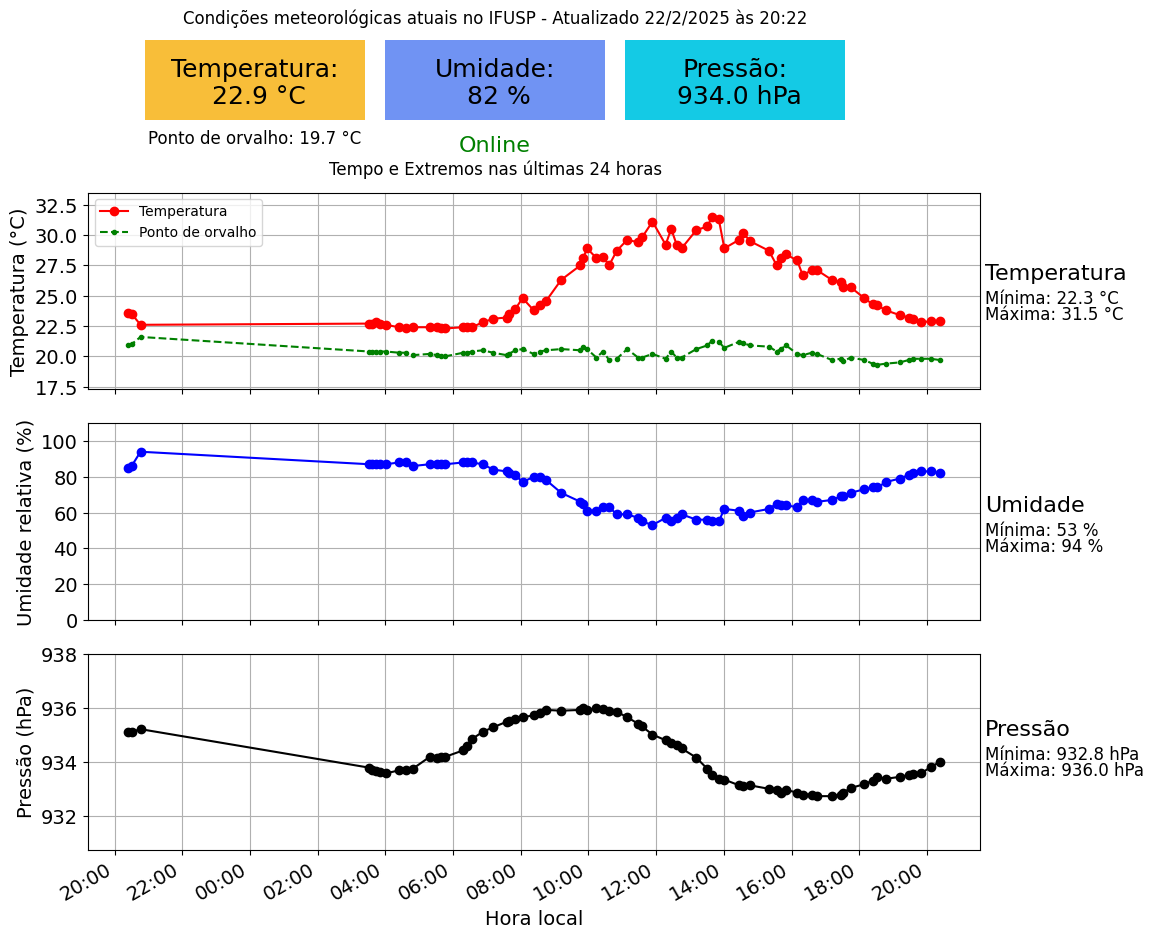 Condições meteorológicas atuais no IFUSP - Atualizado 22/2/2025 às 20:22
Temperatura:
22.9 °C
Umidade:
82 %
Pressão:
934.0 hPa
Ponto de orvalho: 19.7 °C
Online
Tempo e Extremos nas últimas 24 horas
Temperatura (°C)
32.5
30.0
27.5
25.0
22.5
20.0
17.5
Temperatura
Ponto de orvalho
Temperatura
Mínima: 22.3 °C
Máxima: 31.5 °C
Umidade relativa (%)
100
80
60
40
20
0
Umidade
Mínima: 53 %
Máxima: 94 %
Pressão (hPa)
938
936
934
932
Pressão
Mínima: 932.8 hPa
Máxima: 936.0 hPa
20:00
22:00
00:00
02:00
04:00
06:00
08:00
10:00
12:00
14:00
16:00
18:00
20:00
Hora local